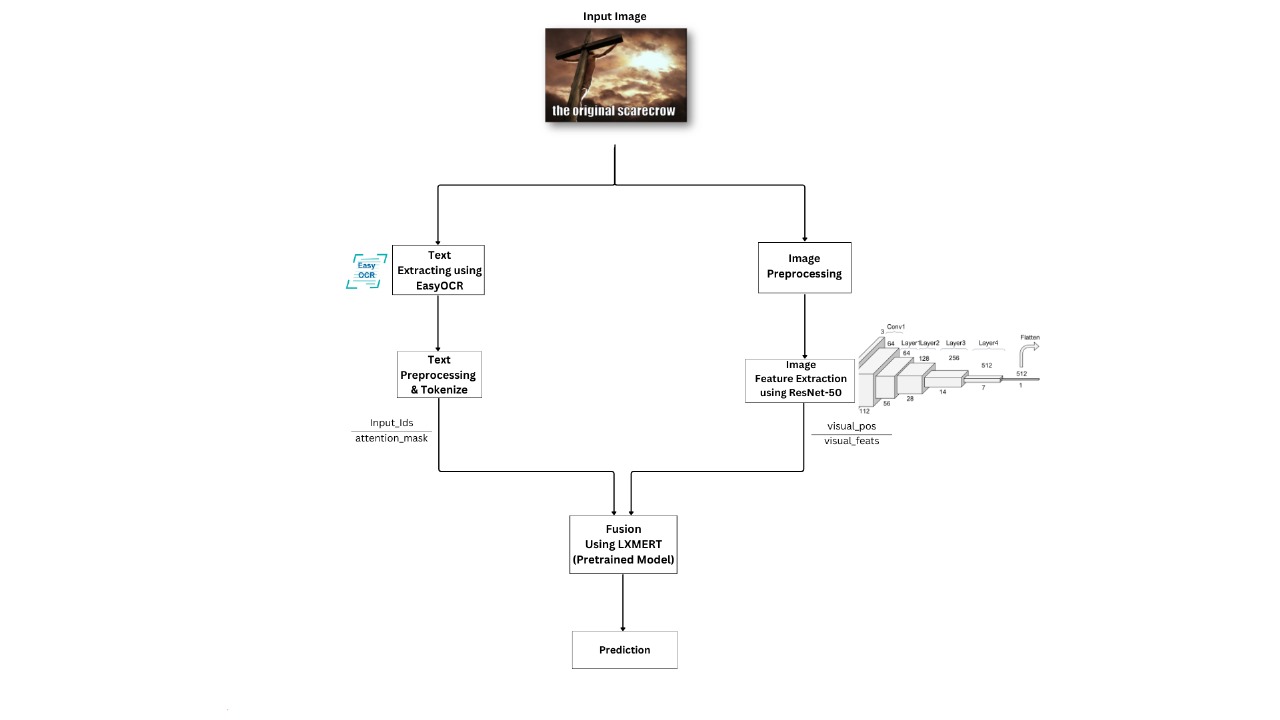 Input Image
the original scarecrow
Easy
OCR
Text
Extracting using
EasyOCR
Image
Preprocessing
Text
Preprocessing
& Tokenize
Image
Feature Extraction
using ResNet-50
3
Conv1
64
Layer1
Layer2
Layer3
Layer4
Flatten
64
128
256
512
512
112
56
28
14
7
1
Input_Ids
attention_mask
visual_pos
visual_feats
Fusion
Using LXMERT
(Pretrained Model)
Prediction